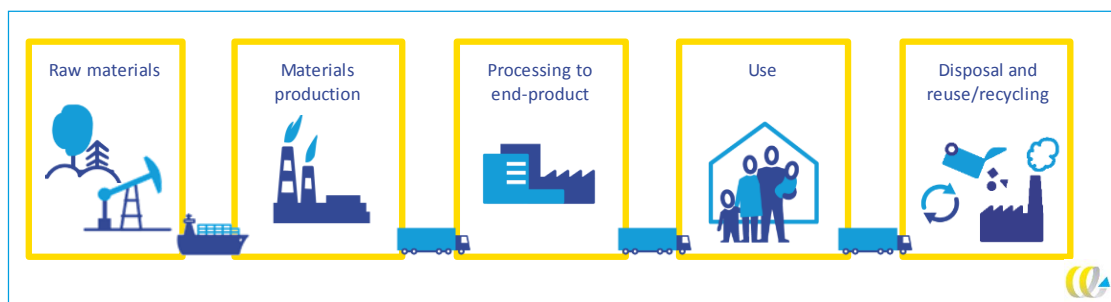 Raw materials
Materials
production
Processing to
end-product
Use
Disposal and
reuse/recycling